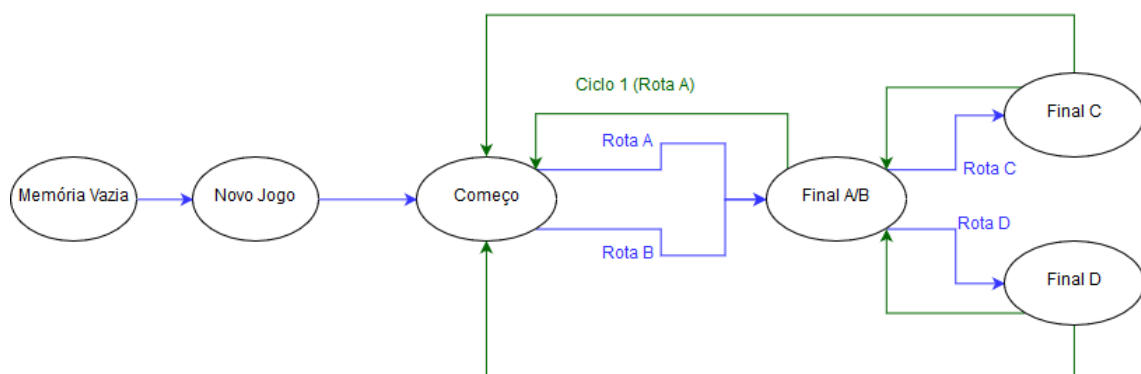 Ciclo 1 (Rota A)
Final C
Rota A
Rota C
Memória Vazia
Novo Jogo
Começo
Final A/B
Rota D
Rota B
Final D